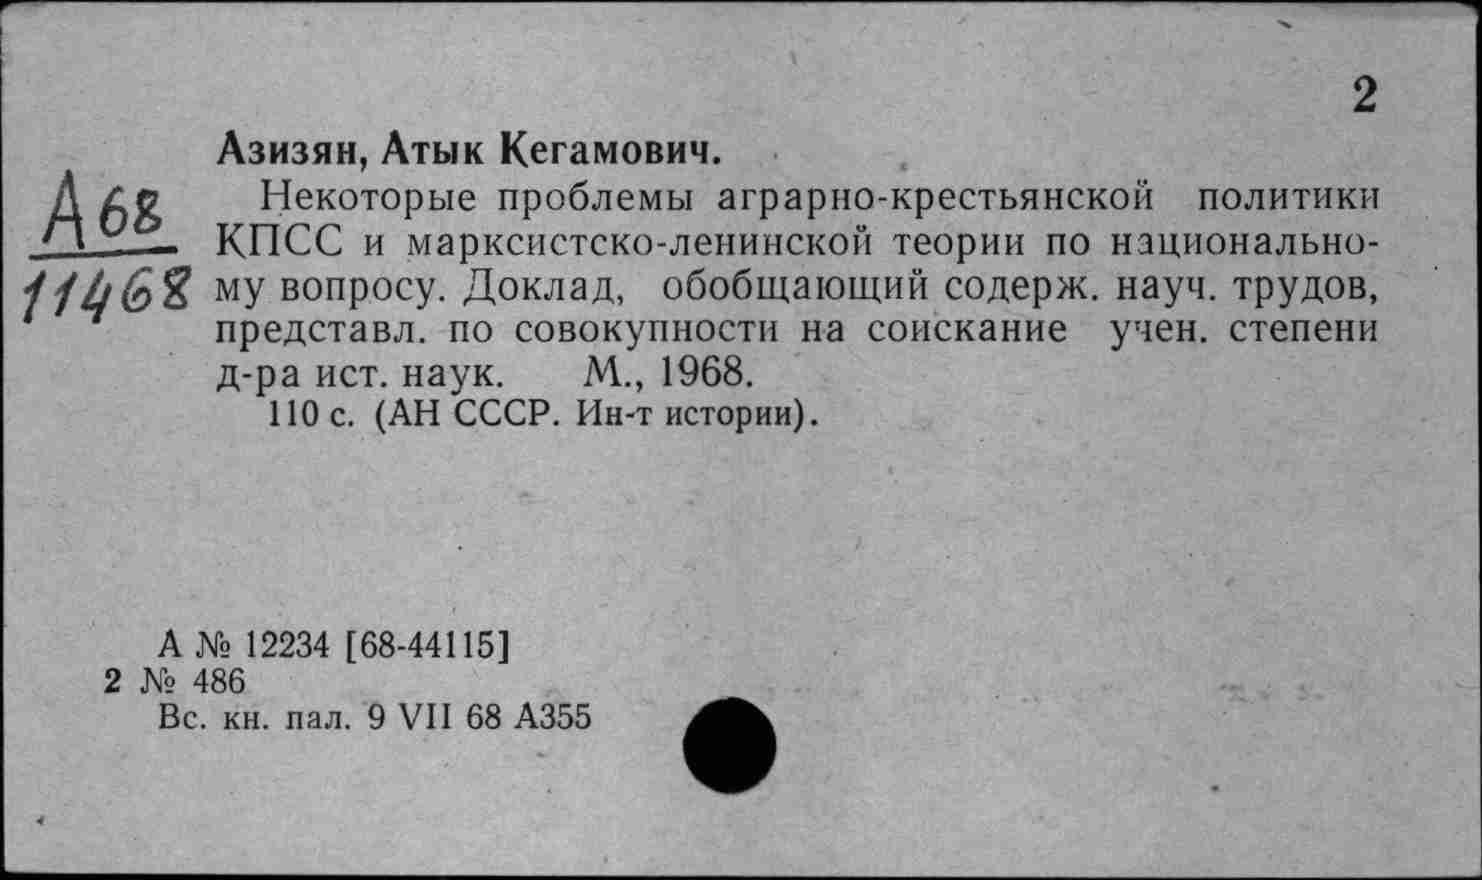 2
Азизян, Атык Кегамович.
А68
11468
Некоторые проблемы аграрно-крестьянской политики
КПСС и марксистско-ленинской теории по национально-
му вопросу. Доклад, обобщающий содерж. науч. трудов,
представл. по совокупности на соискание учен. степени
д-ра ист. наук. М., 1968.
110 с. (АН СССР. Ин-т истории).
А № 12234 [68-44115]
2 № 486
Вс. кн. пал. 9 VII 68 А355